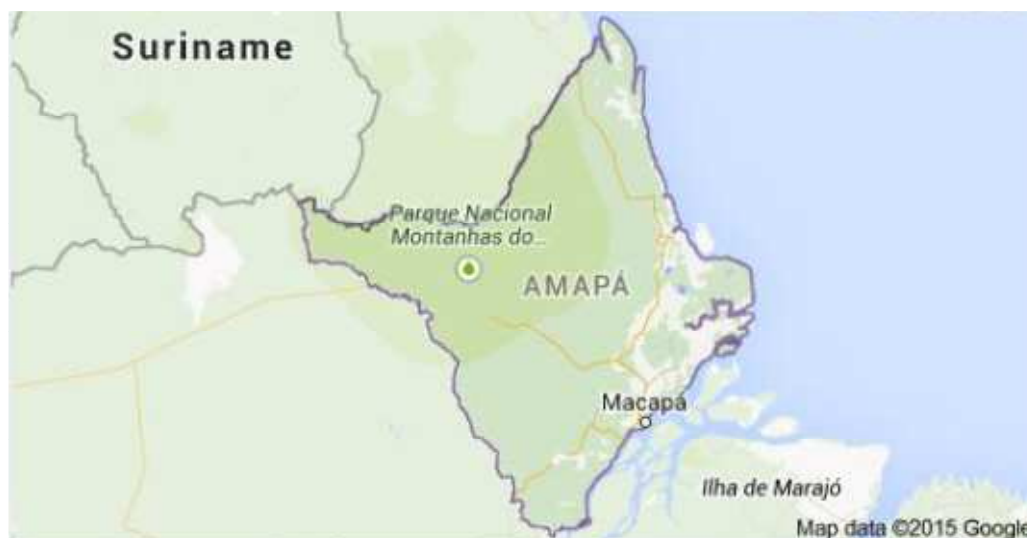 Suriname
Parque Nacional
Montanhas do...
AMAPÁ
Macapá
Ilha de Marajó
Map data ©2015 Google